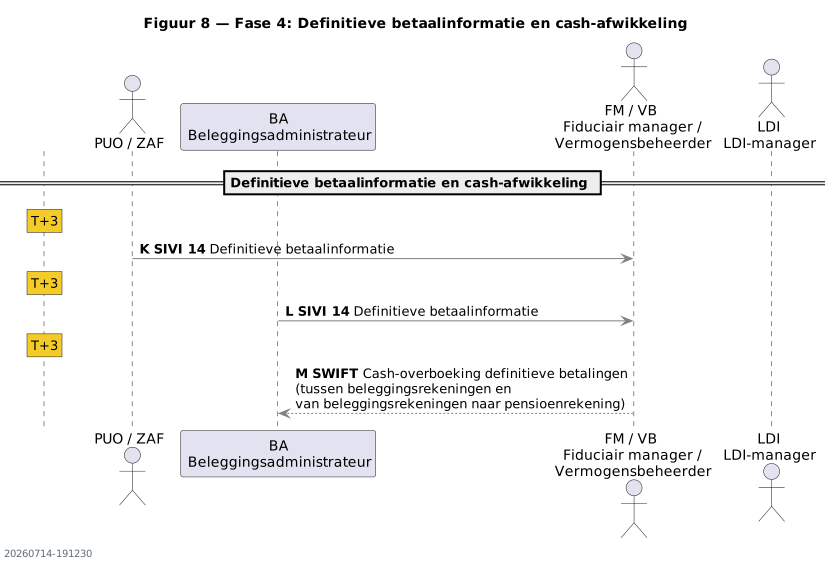 Figuur 8 — Fase 4: Definitieve betaalinformatie en cash-afwikkeling
PUO / ZAF
BA
Beleggingsadministrateur
FM / VB
Fiduciair manager /
Vermogensbeheerder
LDI
LDI-manager
Definitieve betaalinformatie en cash-afwikkeling
T+3
K SIVI 14 Definitieve betaalinformatie
T+3
L SIVI 14 Definitieve betaalinformatie
T+3
M SWIFT Cash-overboeking definitieve betalingen
(tussen beleggingsrekeningen en
van beleggingsrekeningen naar pensioenrekening)
PUO / ZAF
BA
Beleggingsadministrateur
FM / VB
Fiduciair manager /
Vermogensbeheerder
LDI
LDI-manager
20260714-191230